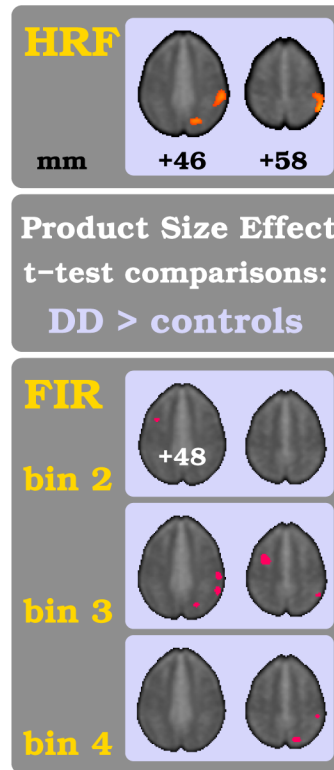 HRF
mm +46 +58
Product Size Effect
t-test comparisons:
DD > controls
FIR
+48
bin 2
bin 3
bin 4